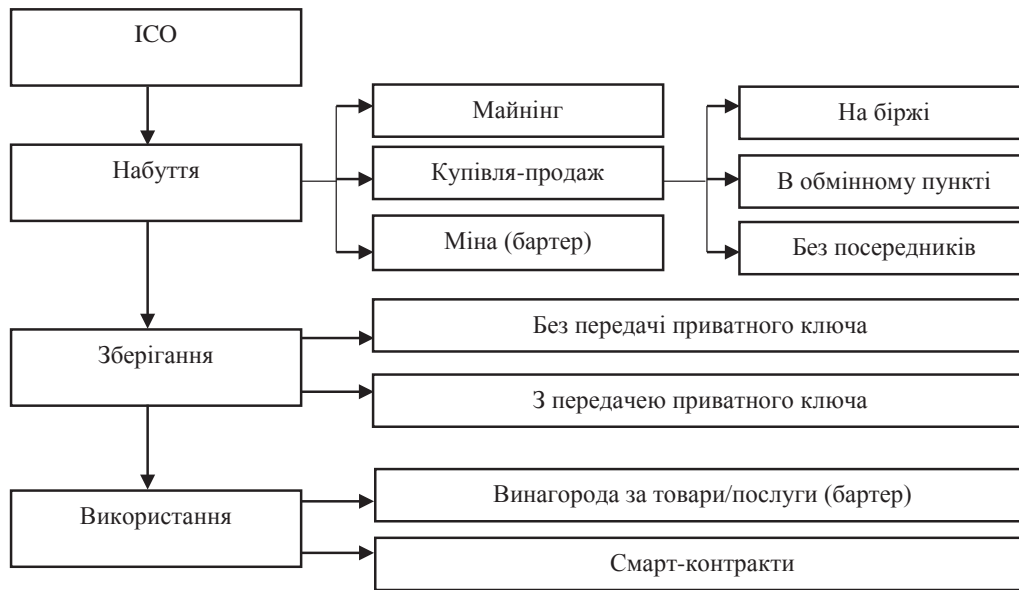 ICO
Набуття
Майнінг
Купівля-продаж
Міна (бартер)
На біржі
В обмінному пункті
Без посередників
Зберігання
Без передачі приватного ключа
З передачею приватного ключа
Використання
Винагорода за товари/послуги (бартер)
Смарт-контракти